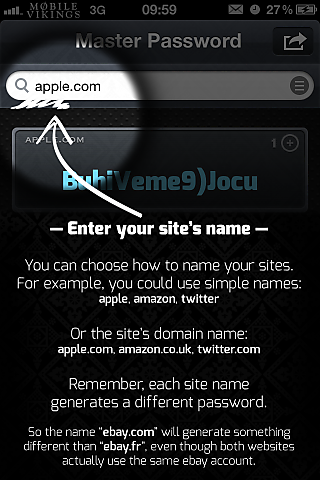 MOBILE VIKINGS 3G 09:59 27%
Master Password
apple.com
APPLE.COM 1
BuhiVeme9)Jocu
— Enter your site's name —
You can choose how to name your sites.
For example, you could use simple names:
apple, amazon, twitter
Or the site's domain name:
apple.com, amazon.co.uk, twitter.com
Remember, each site name
generates a different password.
So the name "ebay.com" will generate something
different than "ebay.fr", even though both websites
actually use the same ebay account.